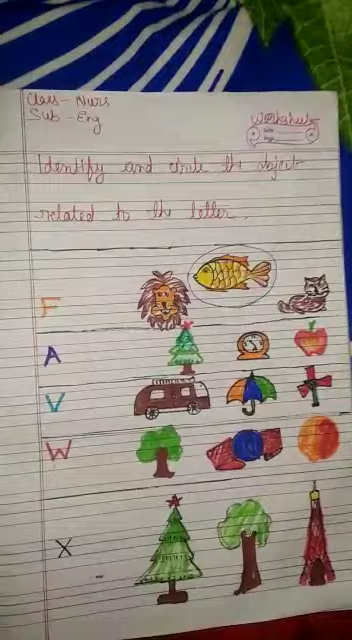 Class - Nurs
Sub - Eng
Worksheet
Identify and circle the object
related to the letter.
F
A
V
W
X